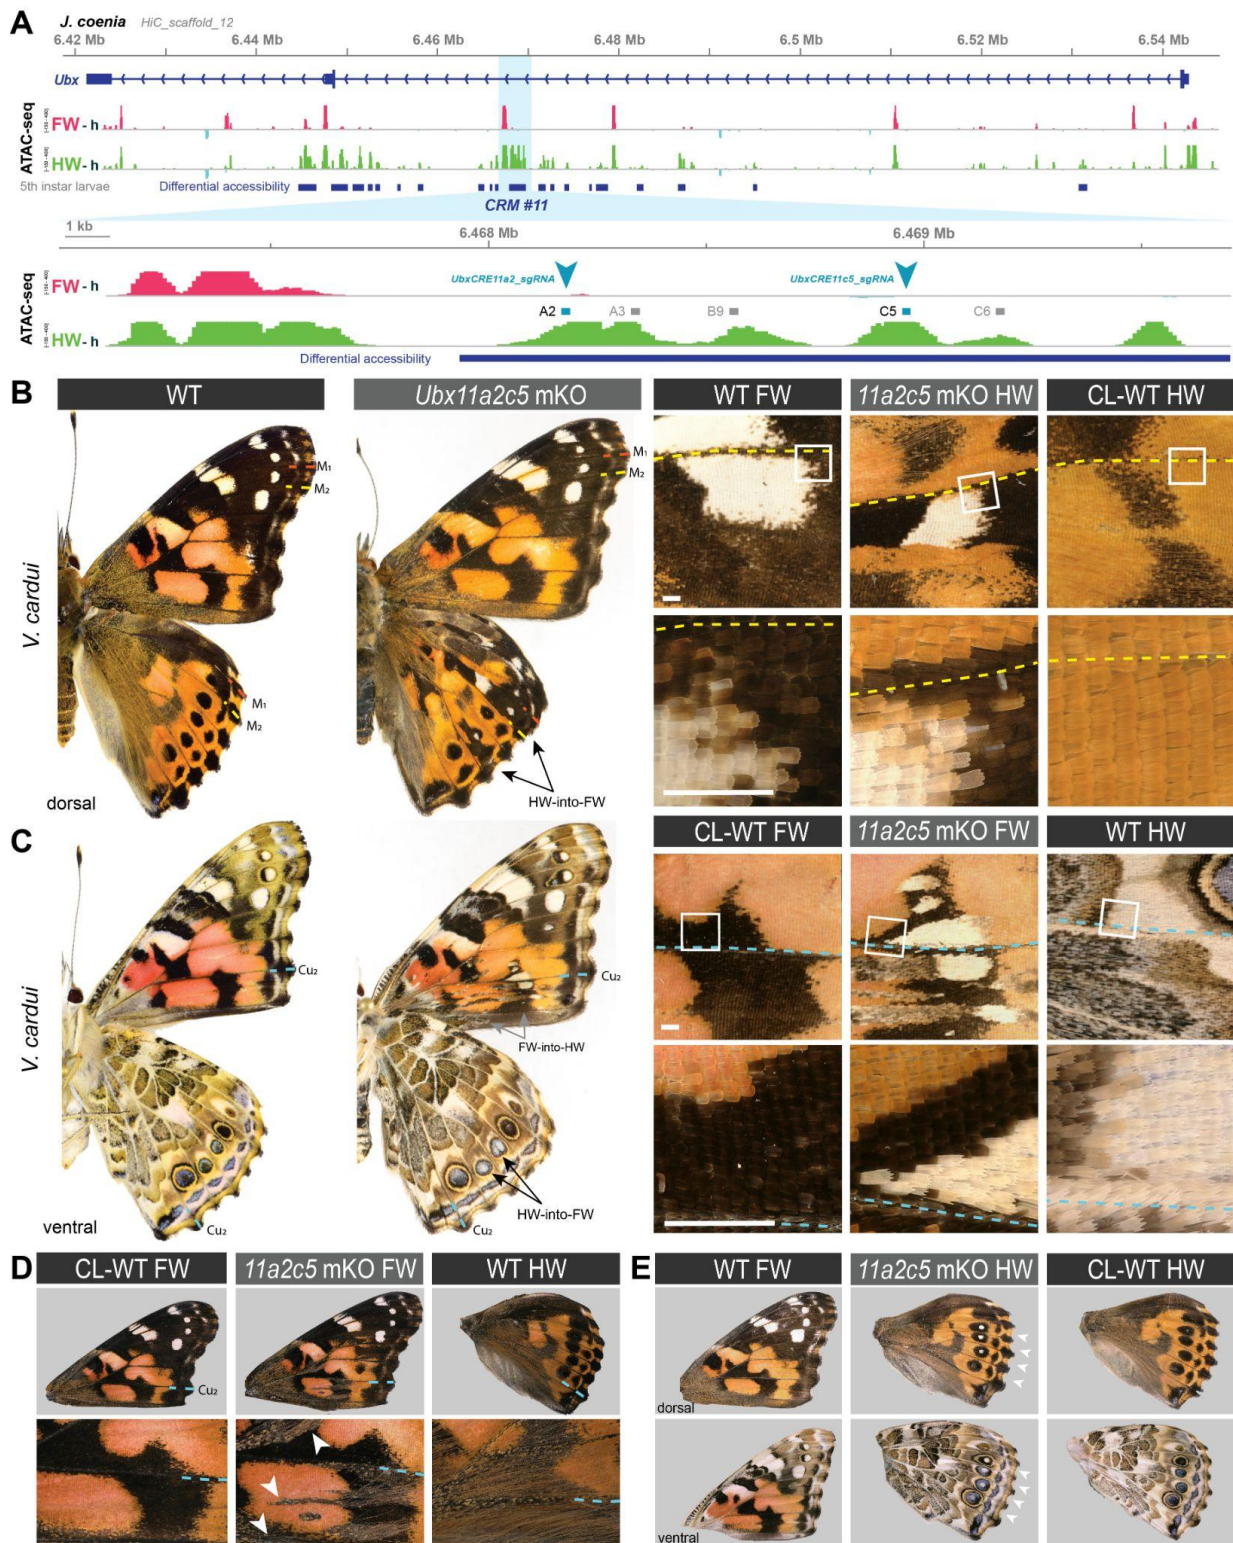 A
J. coenia HiC_scaffold_12
6.42 Mb 6.44 Mb 6.46 Mb 6.48 Mb 6.5 Mb 6.52 Mb 6.54 Mb
Ubx
ATAC-seq
FW-h
HW-h
5th instar larvae Differential accessibility
CRM #11
1 kb 6.468 Mb 6.469 Mb
ATAC-seq
FW-h
UbxCRE11a2_sgRNA UbxCRE11c5_sgRNA
A2 A3 B9 C5 C6
HW-h
Differential accessibility
B
WT Ubx11a2c5 mKO WT FW 11a2c5 mKO HW CL-WT HW
V. cardui
M1
M2
M1
M2
M1
M2
HW-into-FW
dorsal
C
CL-WT FW 11a2c5 mKO FW WT HW
V. cardui
Cu2
Cu2
FW-into-HW
HW-into-FW
Cu2
Cu2
ventral
D
CL-WT FW 11a2c5 mKO FW WT HW
Cu2
E
WT FW 11a2c5 mKO HW CL-WT HW
dorsal
ventral